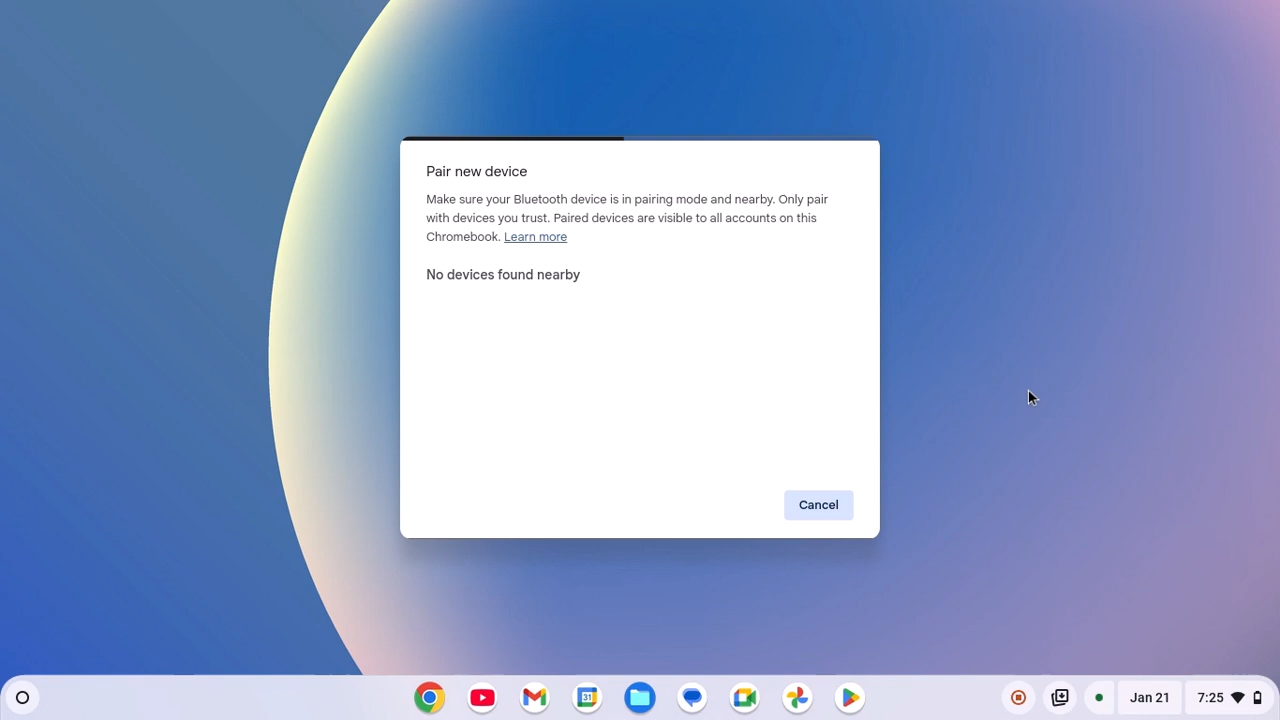 Pair new device
Make sure your Bluetooth device is in pairing mode and nearby. Only pair
with devices you trust. Paired devices are visible to all accounts on this
Chromebook. Learn more
No devices found nearby
Cancel
31
Jan 21
7:25